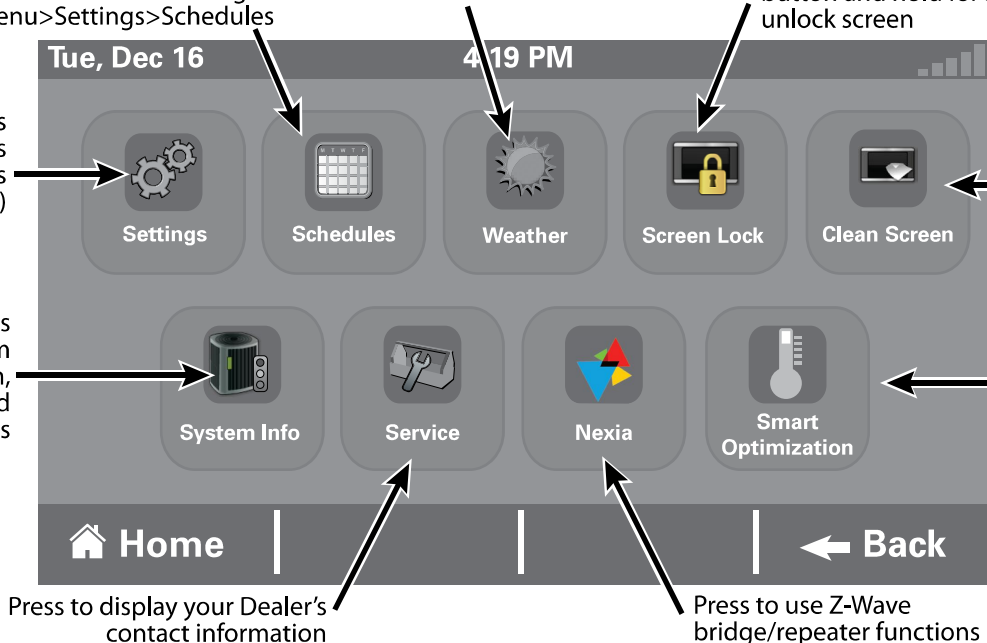 Menu>Settings>Schedules
unlock screen
Tue, Dec 16 4:19 PM
M T W T F
Settings Schedules Weather Screen Lock Clean Screen
System Info Service Nexia Smart
Optimization
Home Back
Press to display your Dealer's
contact information
Press to use Z-Wave
bridge/repeater functions